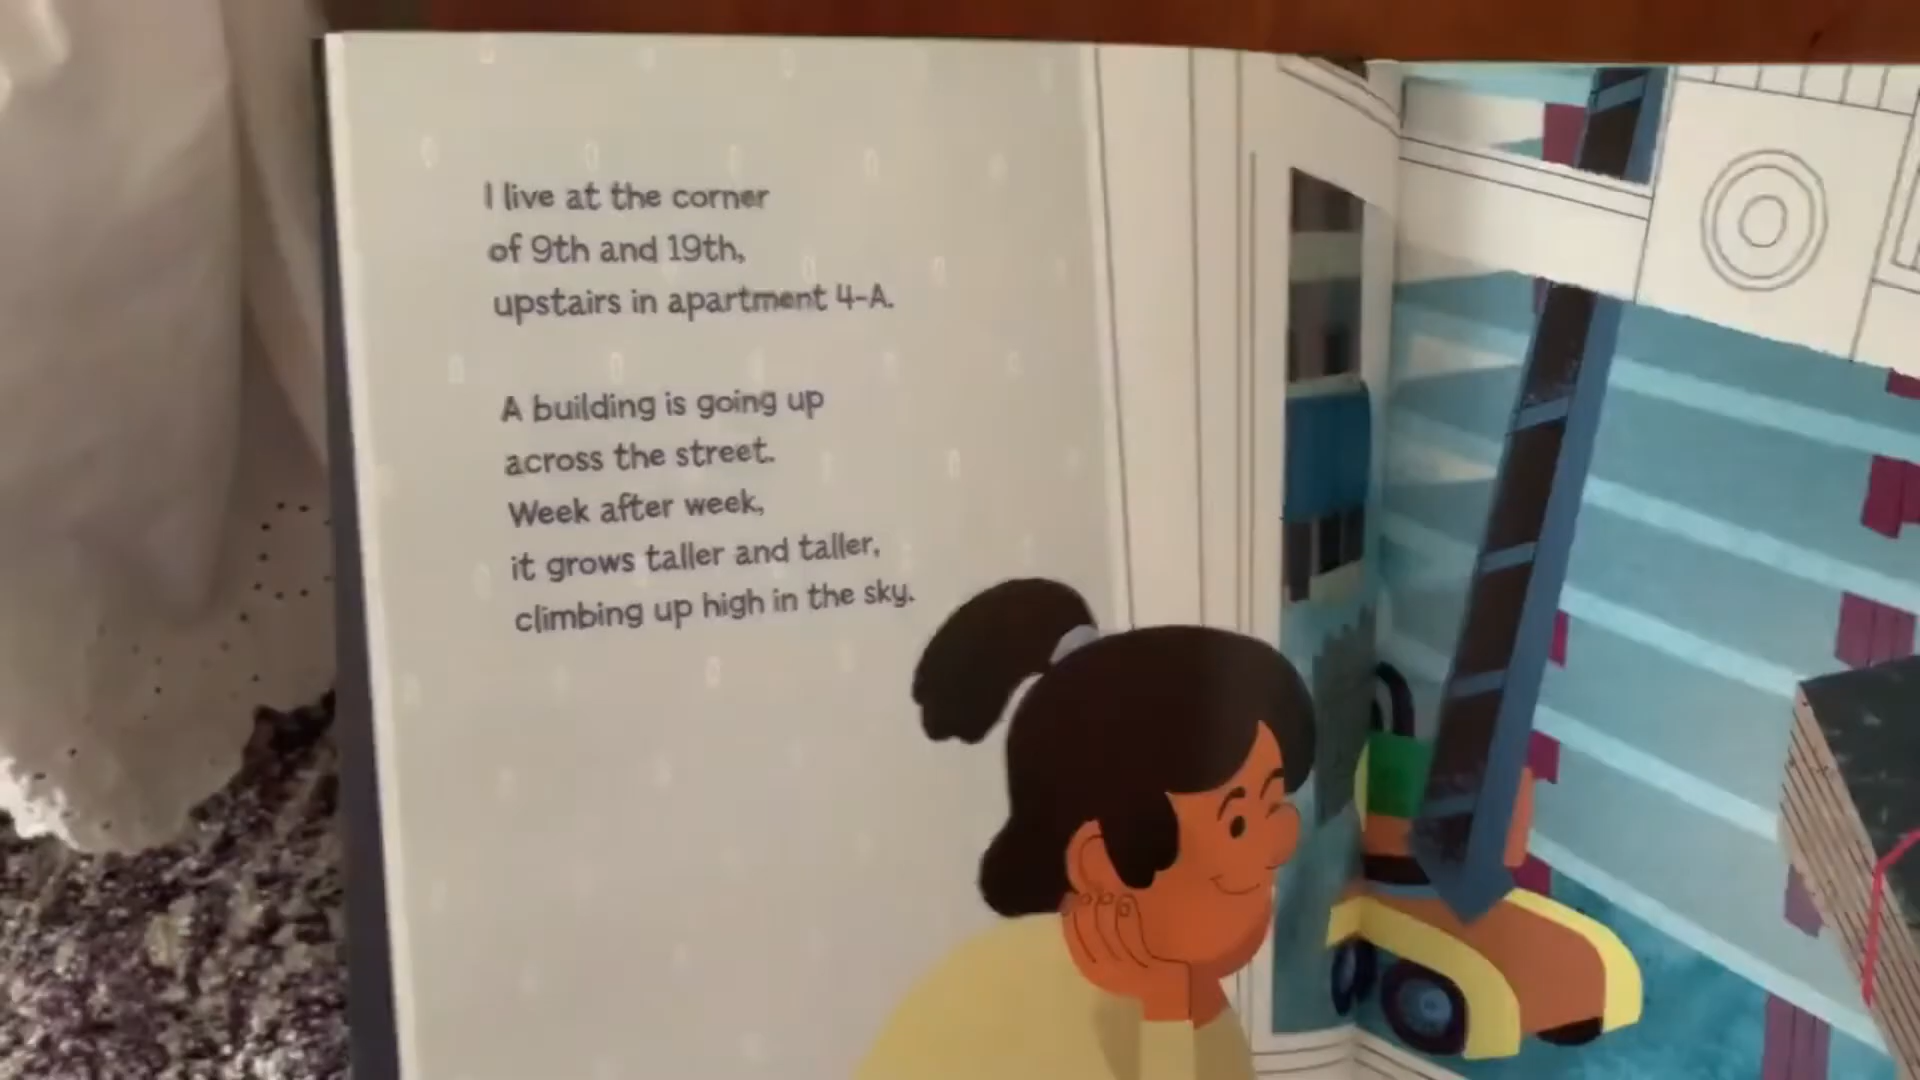 I live at the corner
of 9th and 19th,
upstairs in apartment 4-A.
A building is going up
across the street.
Week after week,
it grows taller and taller,
climbing up high in the sky.